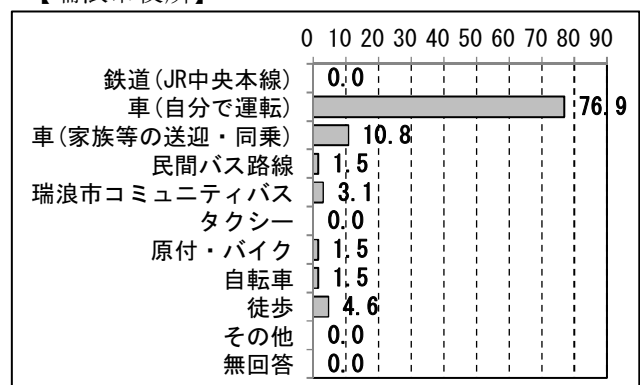 0 10 20 30 40 50 60 70 80 90
鉄道(JR中央本線) 0.0
車(自分で運転) 76.9
車(家族等の送迎・同乗) 10.8
民間バス路線 1.5
瑞浪市コミュニティバス 3.1
タクシー 0.0
原付・バイク 1.5
自転車 1.5
徒歩 4.6
その他 0.0
無回答 0.0